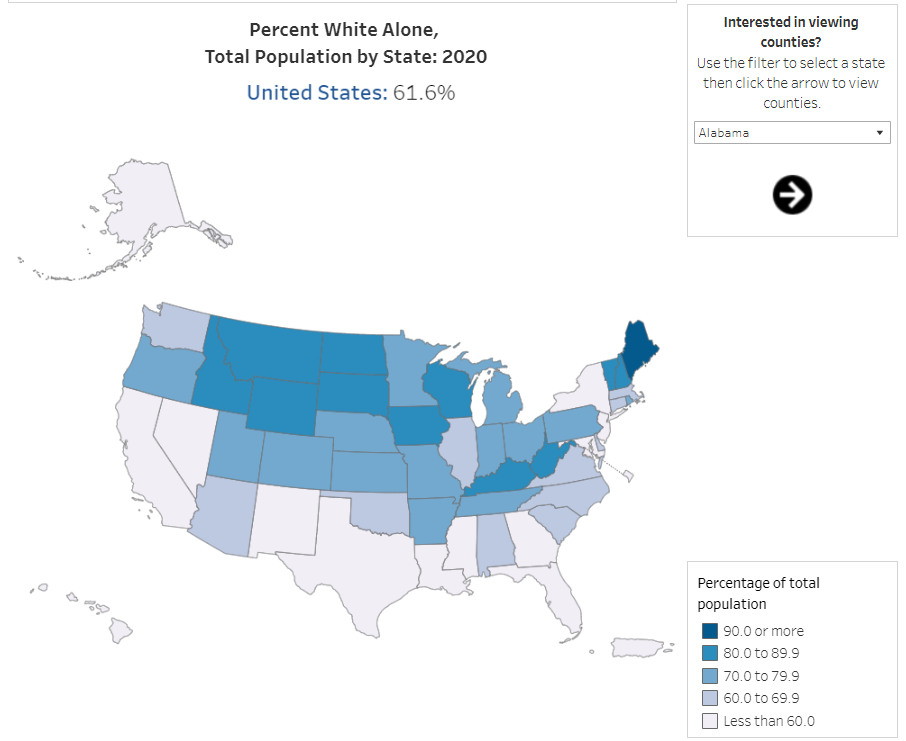 Percent White Alone,
Total Population by State: 2020
United States: 61.6%
Interested in viewing
counties?
Use the filter to select a state
then click the arrow to view
counties.
Alabama
Percentage of total
population
90.0 or more
80.0 to 89.9
70.0 to 79.9
60.0 to 69.9
Less than 60.0